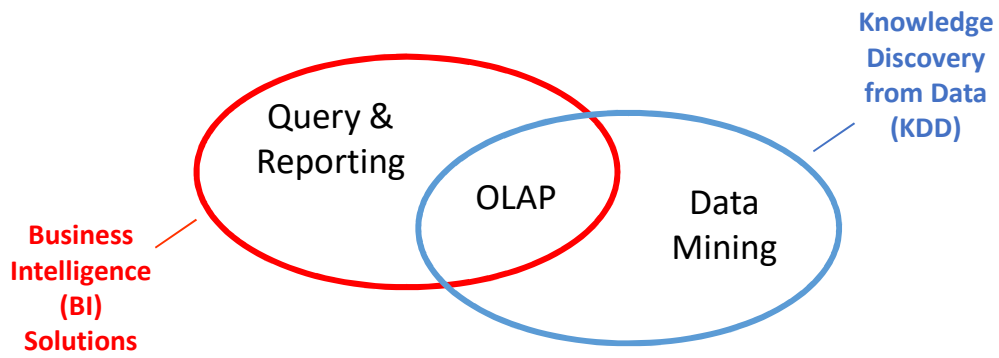 Knowledge
Discovery
from Data
(KDD)
Query &
Reporting
OLAP
Data
Mining
Business
Intelligence
(BI)
Solutions